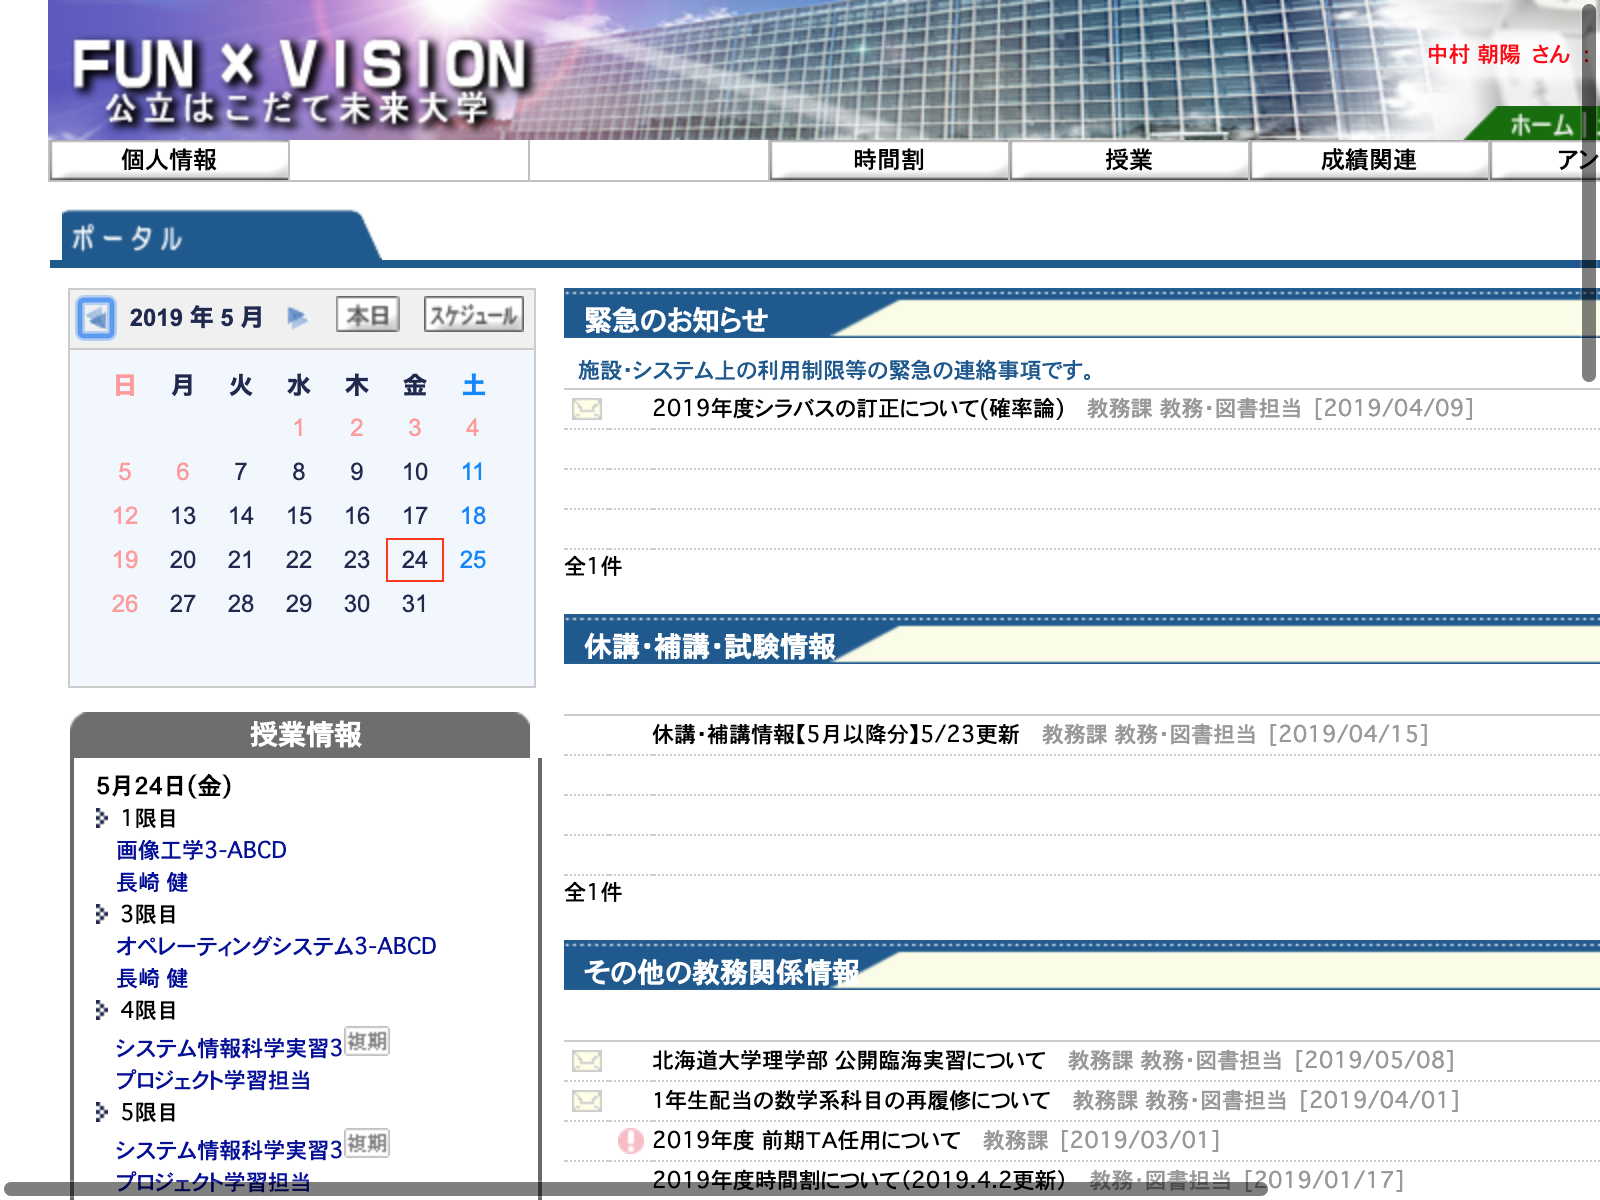 FUN × VISION
公立はこだて未来大学
中村 朝陽 さん :
ホーム
個人情報 時間割 授業 成績関連 アン
ポータル
2019 年 5 月 本日 スケジュール
日 月 火 水 木 金 土
1 2 3 4
5 6 7 8 9 10 11
12 13 14 15 16 17 18
19 20 21 22 23 24 25
26 27 28 29 30 31
授業情報
5月24日(金)
1限目
画像工学3-ABCD
長崎 健
3限目
オペレーティングシステム3-ABCD
長崎 健
4限目
システム情報科学実習3 複期
プロジェクト学習担当
5限目
システム情報科学実習3 複期
プロジェクト学習担当
緊急のお知らせ
施設・システム上の利用制限等の緊急の連絡事項です。
2019年度シラバスの訂正について(確率論) 教務課 教務・図書担当 [2019/04/09]
全1件
休講・補講・試験情報
休講・補講情報【5月以降分】5/23更新 教務課 教務・図書担当 [2019/04/15]
全1件
その他の教務関係情報
北海道大学理学部 公開臨海実習について 教務課 教務・図書担当 [2019/05/08]
1年生配当の数学系科目の再履修について 教務課 教務・図書担当 [2019/04/01]
2019年度 前期TA任用について 教務課 [2019/03/01]
2019年度時間割について(2019.4.2更新) 教務・図書担当 [2019/01/17]